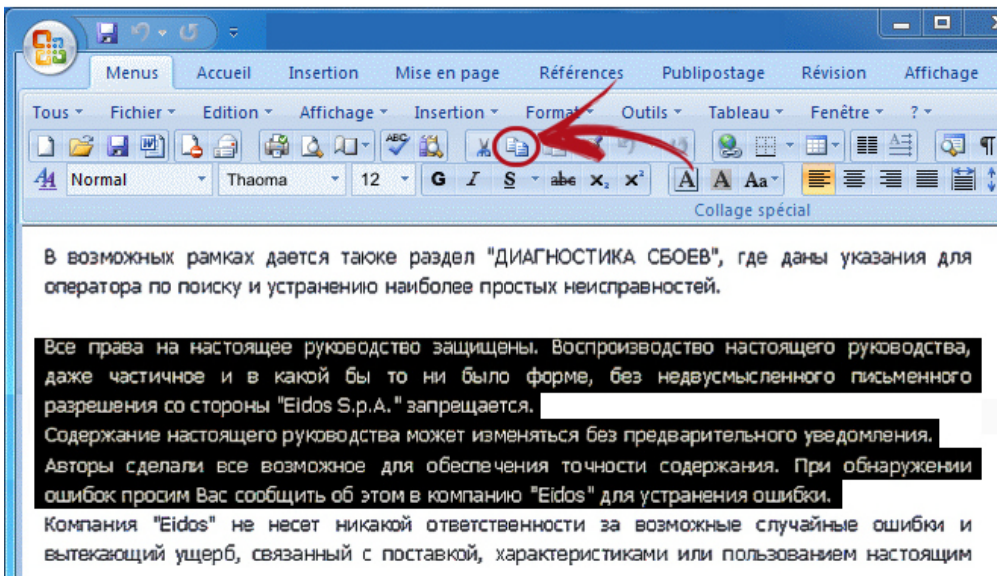 Menus Accueil Insertion Mise en page Références Publipostage Révision Affichage
Tous Fichier Edition Affichage Insertion Format Outils Tableau Fenêtre ?
ABC
Normal Thaoma 12 G I S abc x₂ x² A A Aa
Collage spécial
В возможных рамках дается также раздел "ДИАГНОСТИКА СБОЕВ", где даны указания для
оператора по поиску и устранению наиболее простых неисправностей.
Все права на настоящее руководство защищены. Воспроизводство настоящего руководства,
даже частичное и в какой бы то ни было форме, без недвусмысленного письменного
разрешения со стороны "Eidos S.p.A." запрещается.
Содержание настоящего руководства может изменяться без предварительного уведомления.
Авторы сделали все возможное для обеспечения точности содержания. При обнаружении
ошибок просим Вас сообщить об этом в компанию "Eidos" для устранения ошибки.
Компания "Eidos" не несет никакой ответственности за возможные случайные ошибки и
вытекающий ущерб, связанный с поставкой, характеристиками или пользованием настоящим